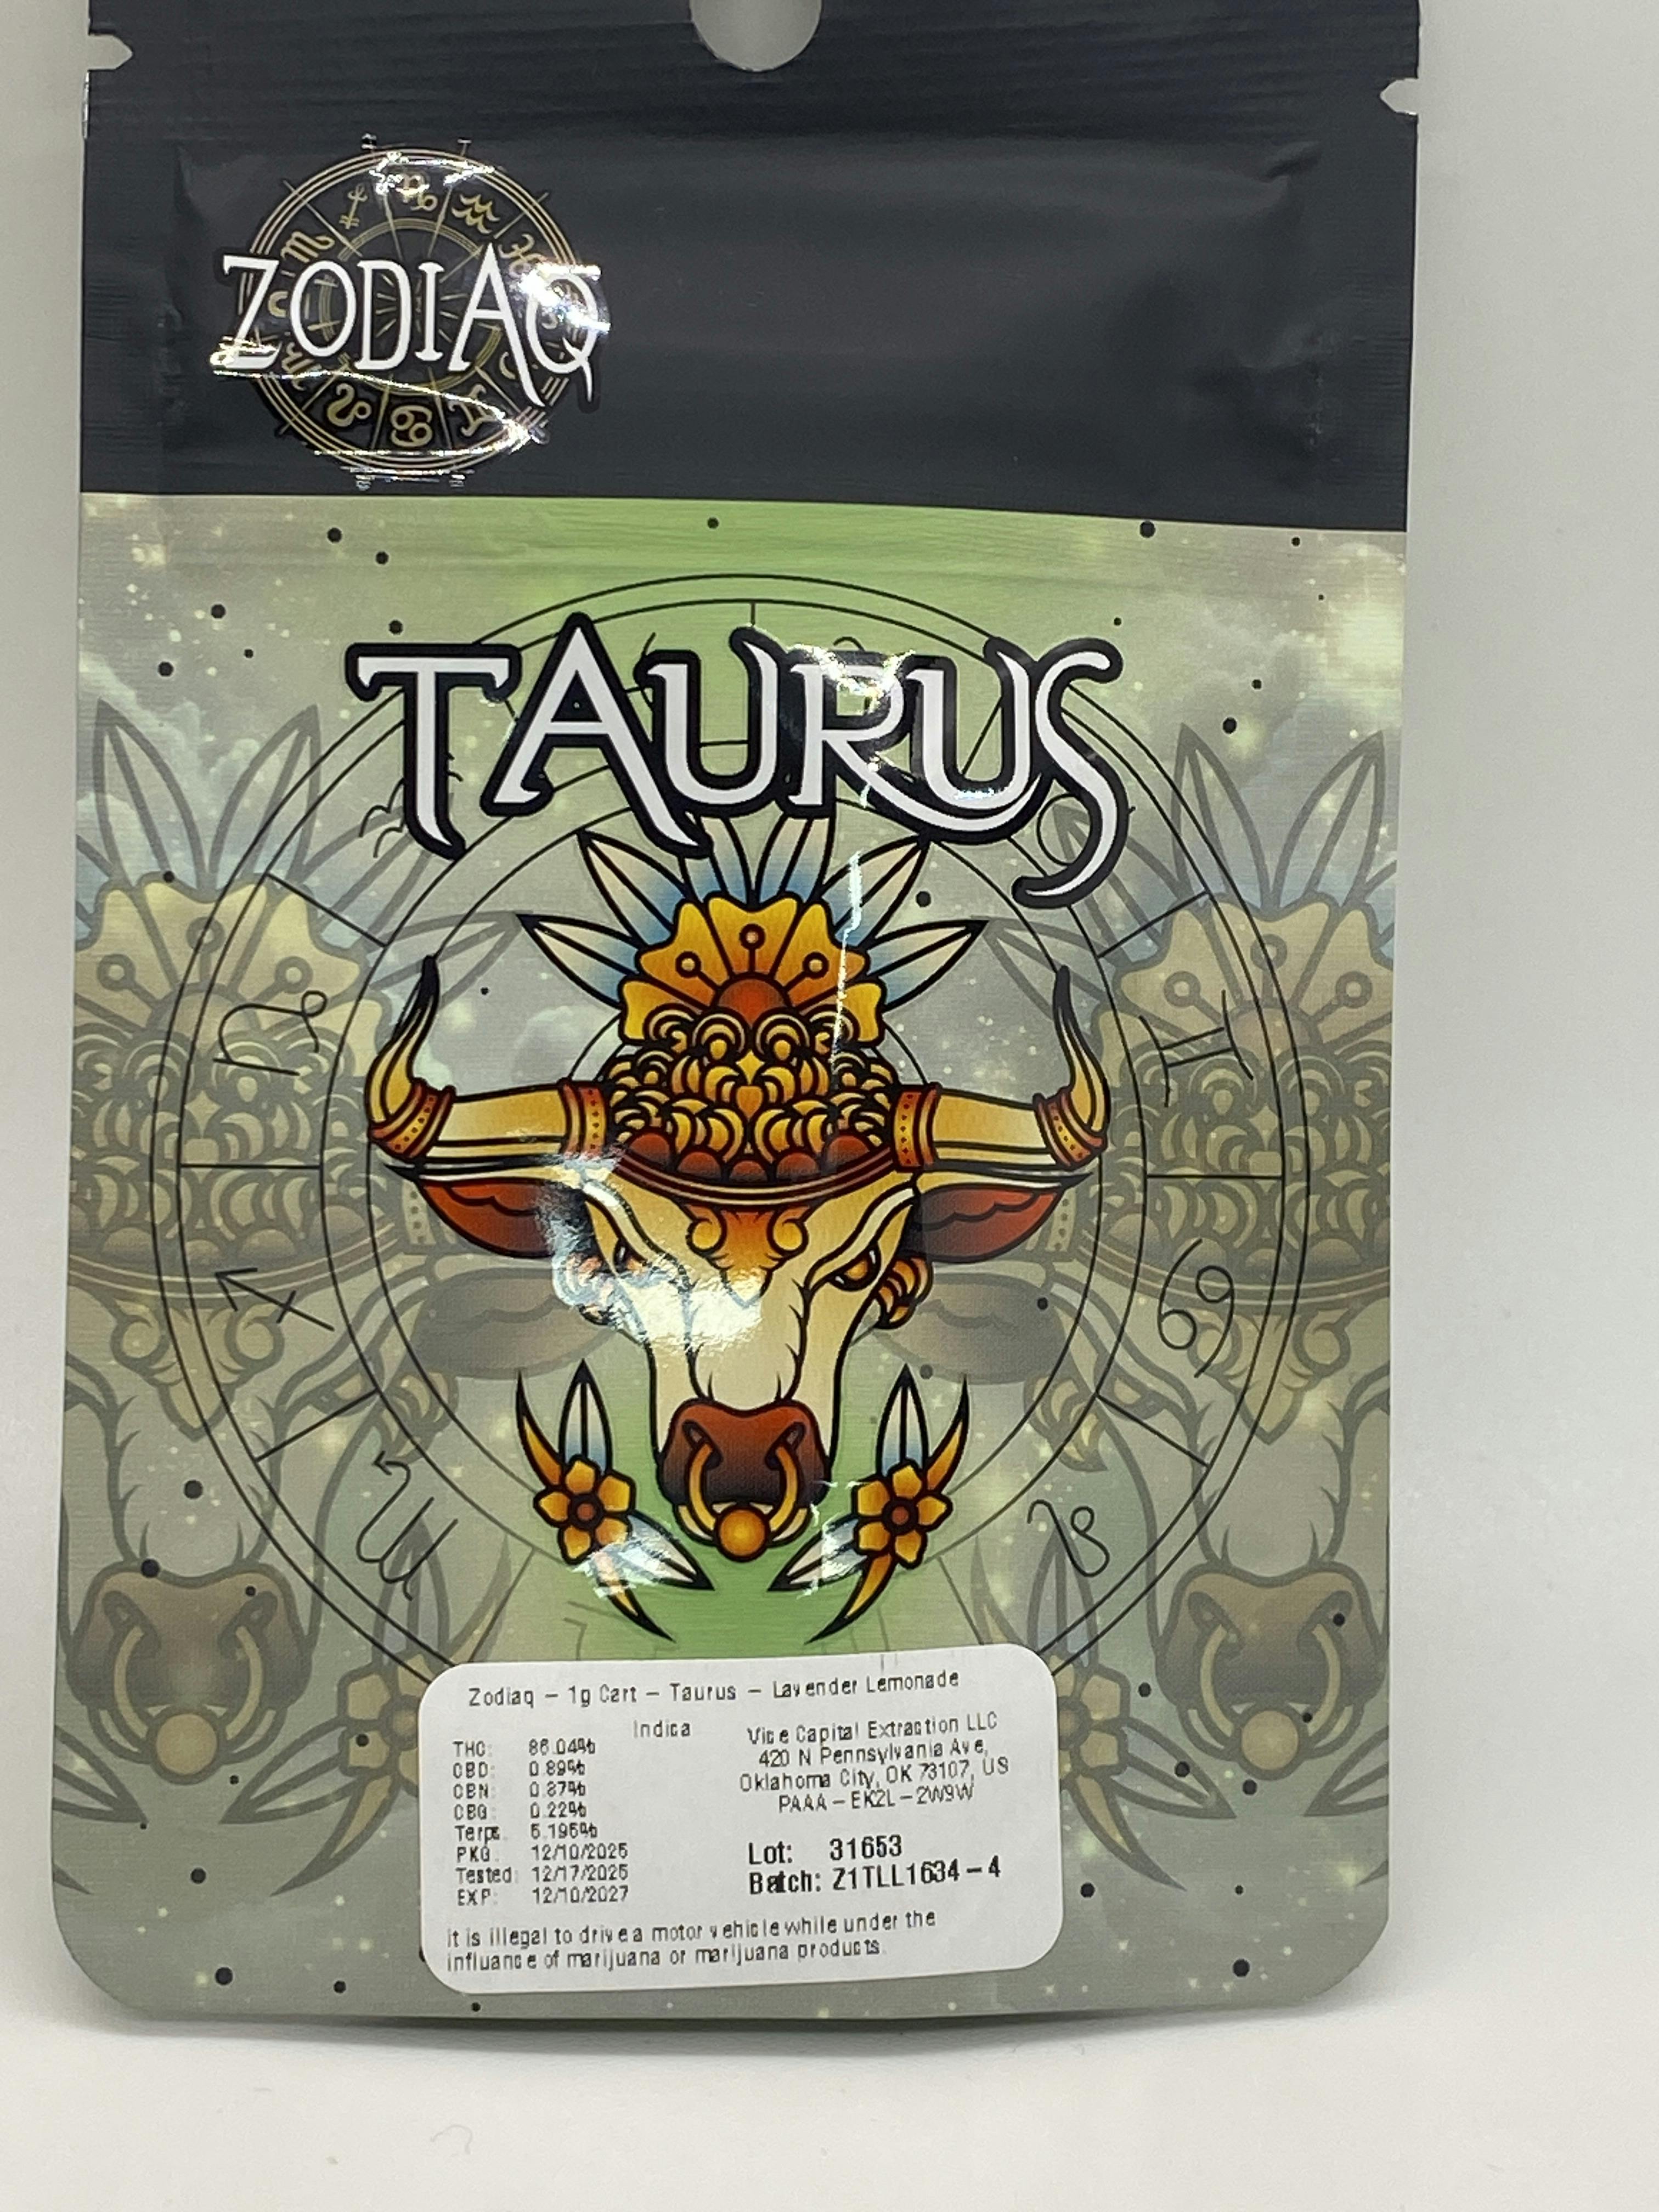 ZODIAQ
TAURUS
Zodiaq – 1g Cart – Taurus – Lavender Lemonade
Indica
THC: 86.04%
CBD: 0.89%
CBN: 0.37%
CBG: 0.22%
Terps: 5.195%
PKG: 12/10/2025
Tested: 12/17/2025
EXP: 12/10/2027
Vice Capital Extraction LLC
420 N Pennsylvania Ave,
Oklahoma City, OK 73107, US
PAAA – EK2L – 2W9W
Lot: 31653
Batch: Z1TLL1634 – 4
It is illegal to drive a motor vehicle while under the
influence of marijuana or marijuana products.